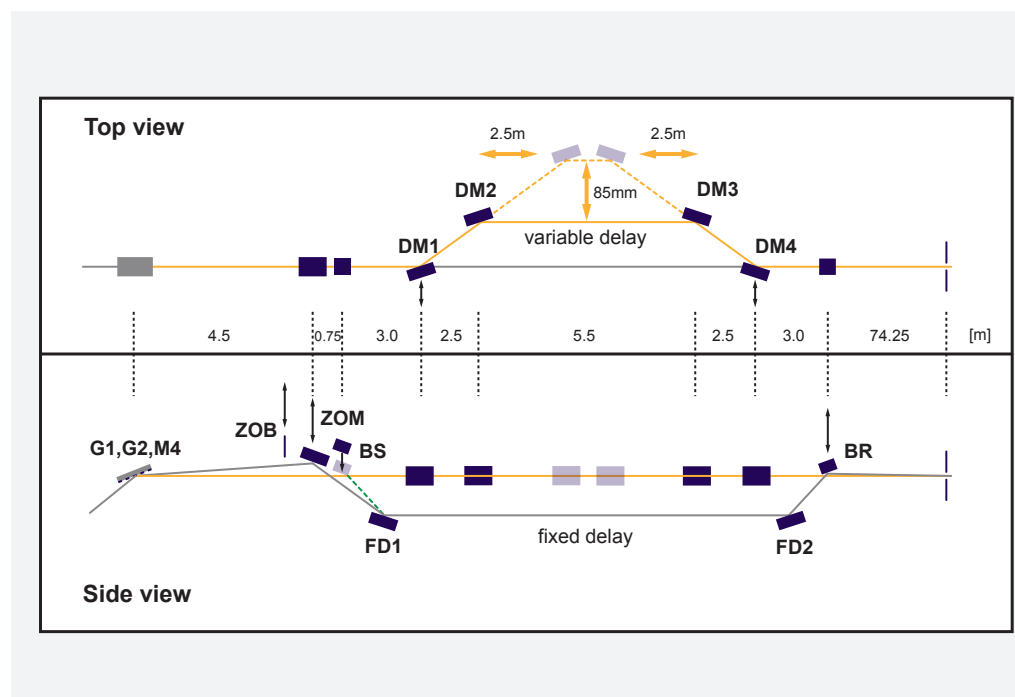 Top view
2.5m 2.5m
DM2 85mm DM3
DM1 variable delay DM4
4.5 0.75 3.0 2.5 5.5 2.5 3.0 74.25 [m]
ZOB ZOM
G1,G2,M4 BS BR
FD1 fixed delay FD2
Side view